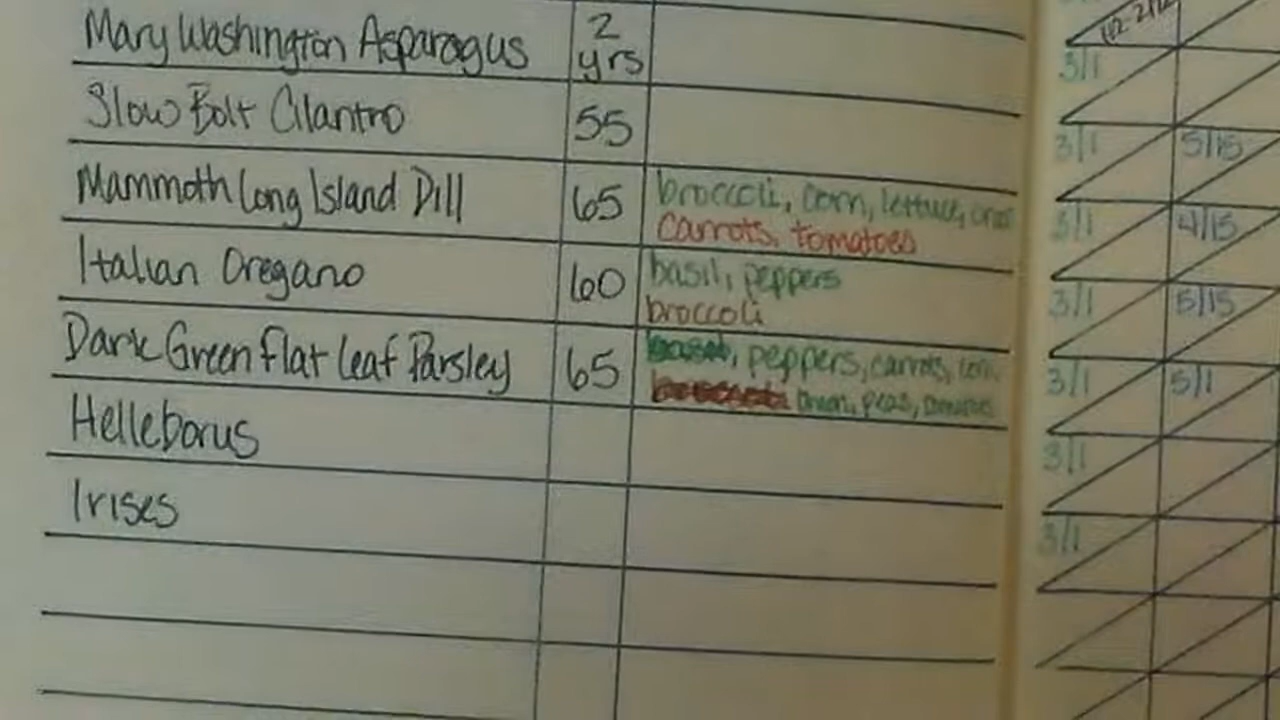 Mary Washington Asparagus 2 yrs
3/1
Slow Bolt Cilantro 55
3/1 5/15
Mammoth Long Island Dill 65 broccoli, corn, lettuce,
carrots, tomatoes
3/1 4/15
Italian Oregano 60 basil, peppers
broccoli
3/1 5/15
Dark Green Flat Leaf Parsley 65 peppers, carrots, corn,
onion, peas,
3/1 5/1
Helleborus
3/1
Irises
3/1